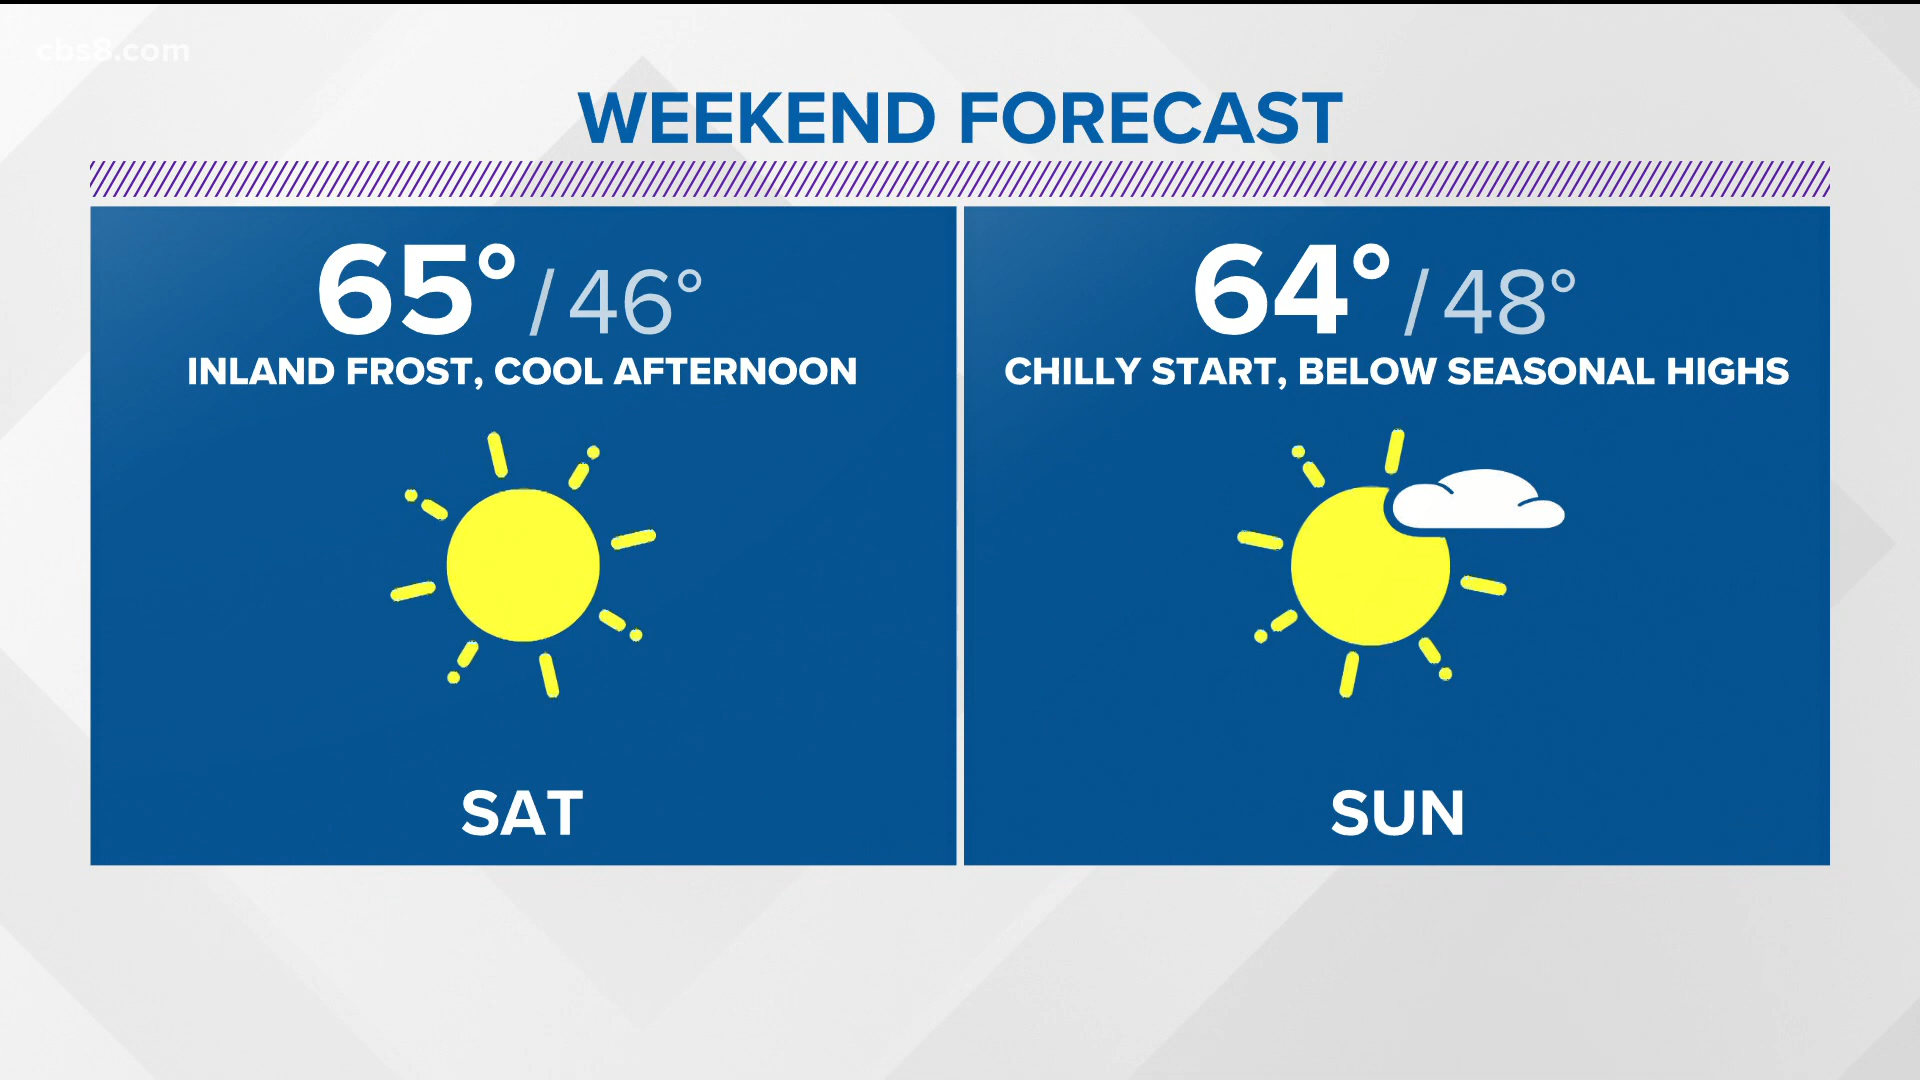 cbs8.com
WEEKEND FORECAST
65° / 46°
INLAND FROST, COOL AFTERNOON
SAT
64° / 48°
CHILLY START, BELOW SEASONAL HIGHS
SUN